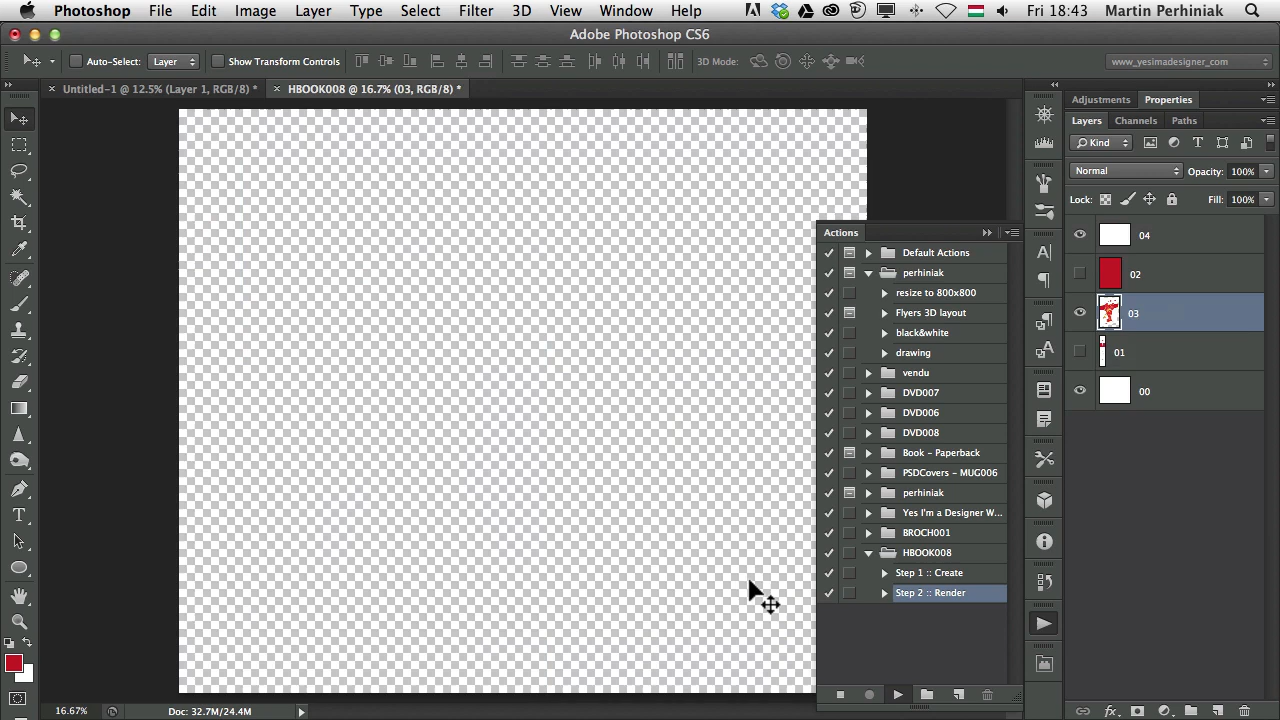 Photoshop File Edit Image Layer Type Select Filter 3D View Window Help Fri 18:43 Martin Perhiniak
Adobe Photoshop CS6
Auto-Select: Layer Show Transform Controls 3D Mode: www_yesimadesigner_com
× Untitled-1 @ 12.5% (Layer 1, RGB/8) * × HBOOK008 @ 16.7% (03, RGB/8) *
Adjustments Properties
Layers Channels Paths
Kind
Normal Opacity: 100%
Lock: Fill: 100%
04
02
03
01
00
Actions
Default Actions
perhiniak
resize to 800x800
Flyers 3D layout
black&white
drawing
vendu
DVD007
DVD006
DVD008
Book - Paperback
PSDCovers - MUG006
perhiniak
Yes I'm a Designer W...
BROCH001
HBOOK008
Step 1 :: Create
Step 2 :: Render
16.67% Doc: 32.7M/24.4M